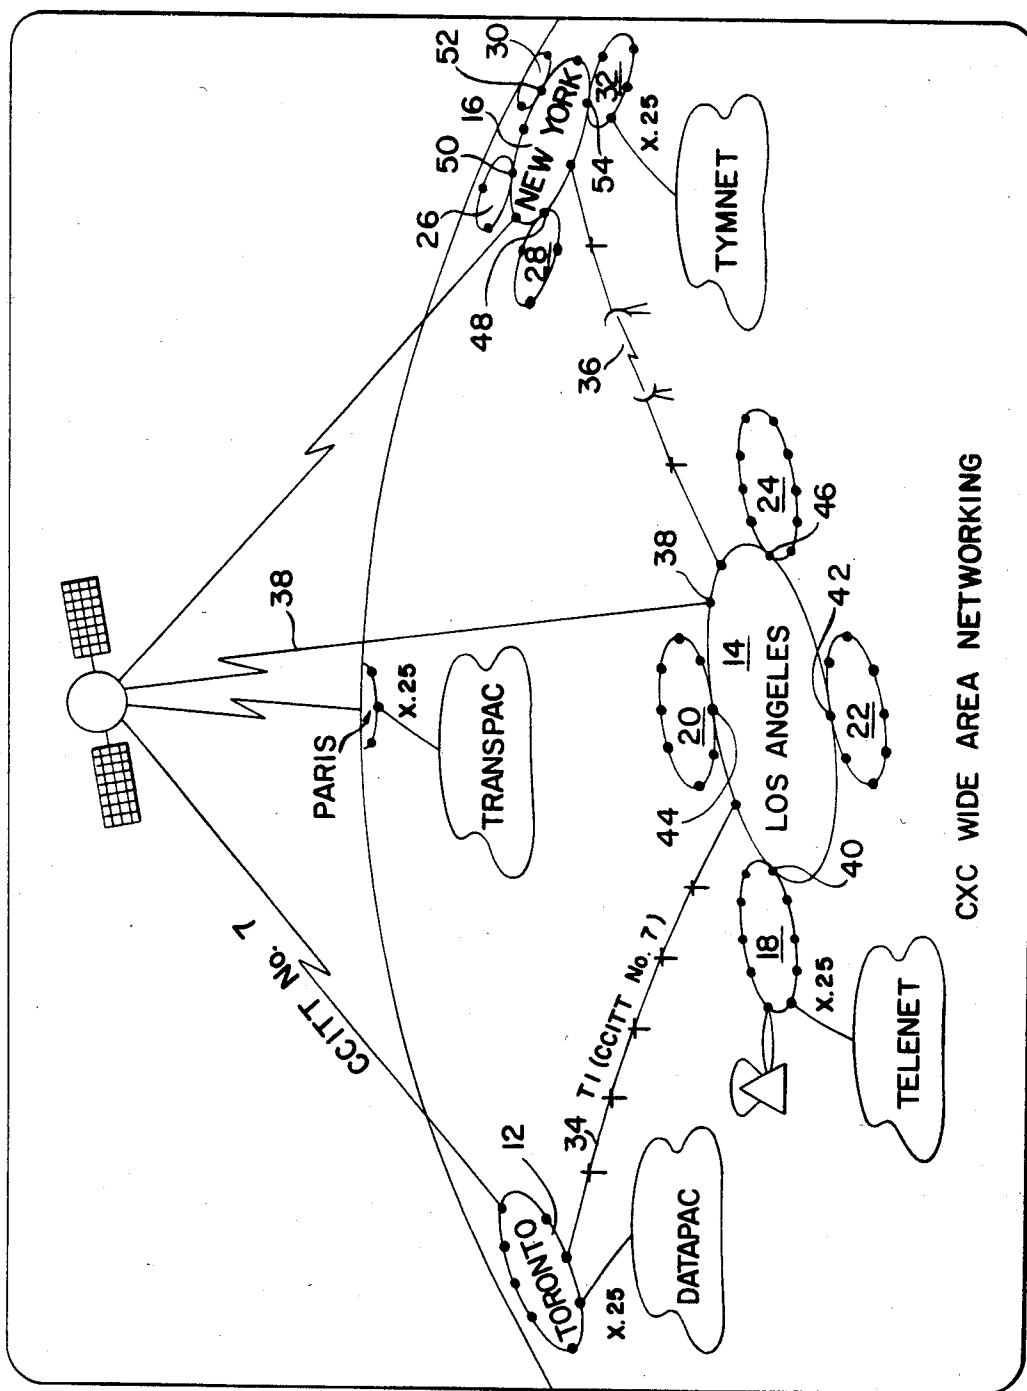 CCITT No. 7
38
PARIS
X.25
TRANSPAC
26
50
16
52
30
NEW YORK
48
28
32
54
X.25
TYMNET
36
TORONTO
12
X.25
DATAPAC
34
T1 (CCITT No. 7)
38
20
44
14
LOS ANGELES
24
46
42
22
40
18
X.25
TELENET
CXC WIDE AREA NETWORKING